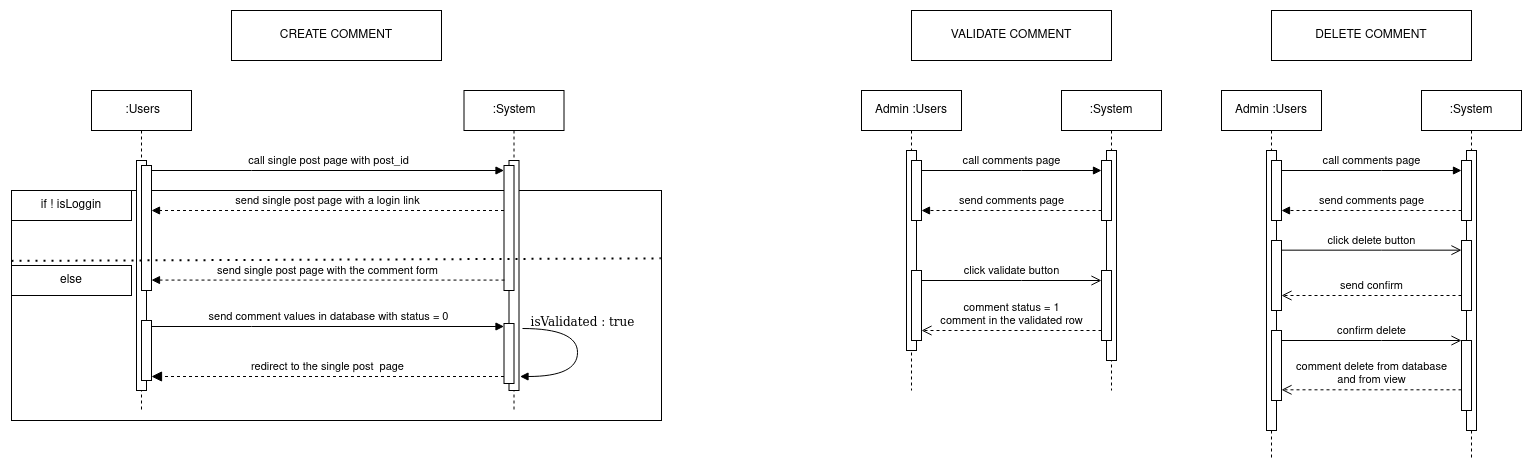 CREATE COMMENT
:Users
:System
call single post page with post_id
if ! isLoggin
send single post page with a login link
else
send single post page with the comment form
send comment values in database with status = 0
isValidated : true
redirect to the single post page
VALIDATE COMMENT
Admin :Users
:System
call comments page
send comments page
click validate button
comment status = 1
comment in the validated row
DELETE COMMENT
Admin :Users
:System
call comments page
send comments page
click delete button
send confirm
confirm delete
comment delete from database
and from view